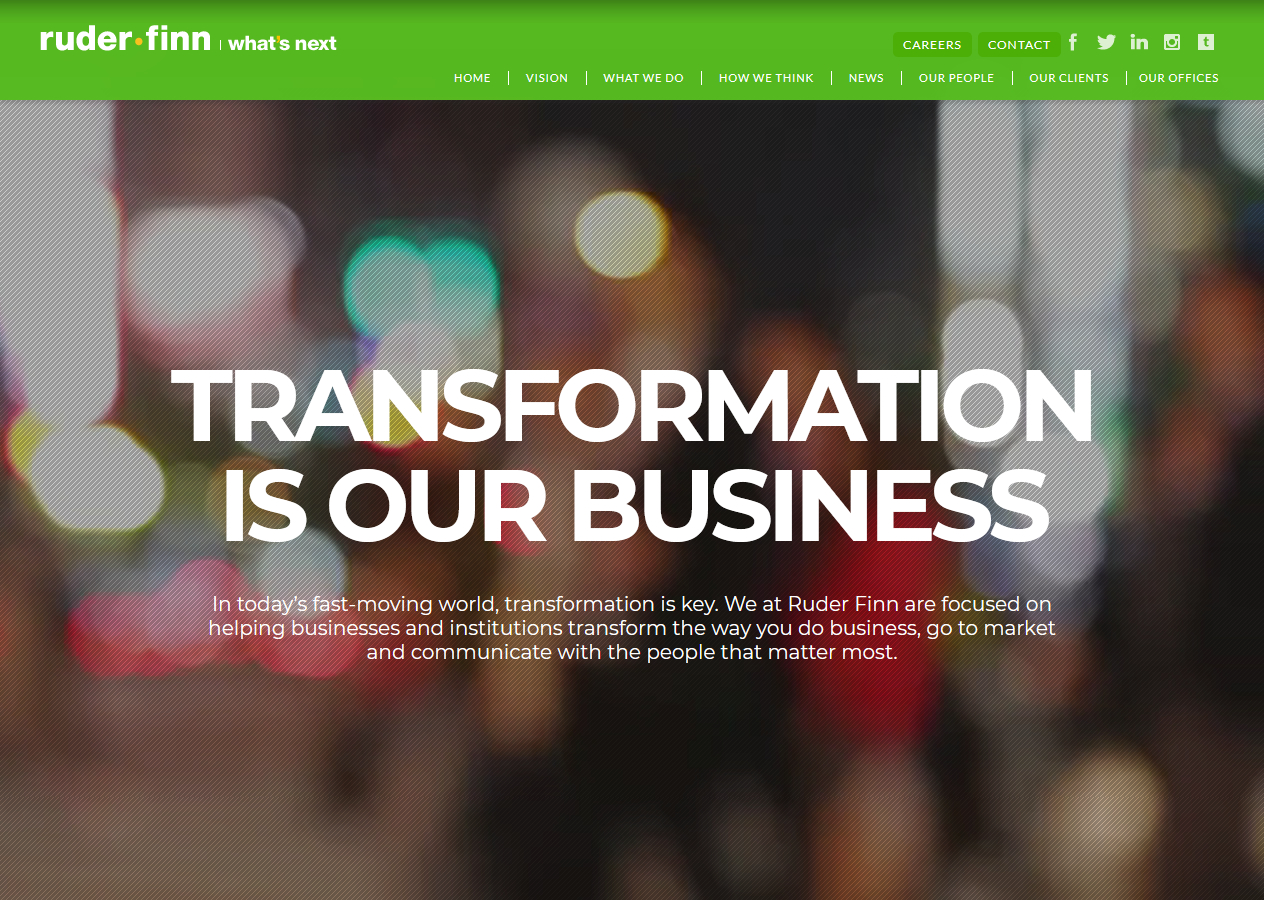 ruder·finn | what's next
CAREERS CONTACT
HOME VISION WHAT WE DO HOW WE THINK NEWS OUR PEOPLE OUR CLIENTS OUR OFFICES
TRANSFORMATION
IS OUR BUSINESS
In today's fast-moving world, transformation is key. We at Ruder Finn are focused on
helping businesses and institutions transform the way you do business, go to market
and communicate with the people that matter most.